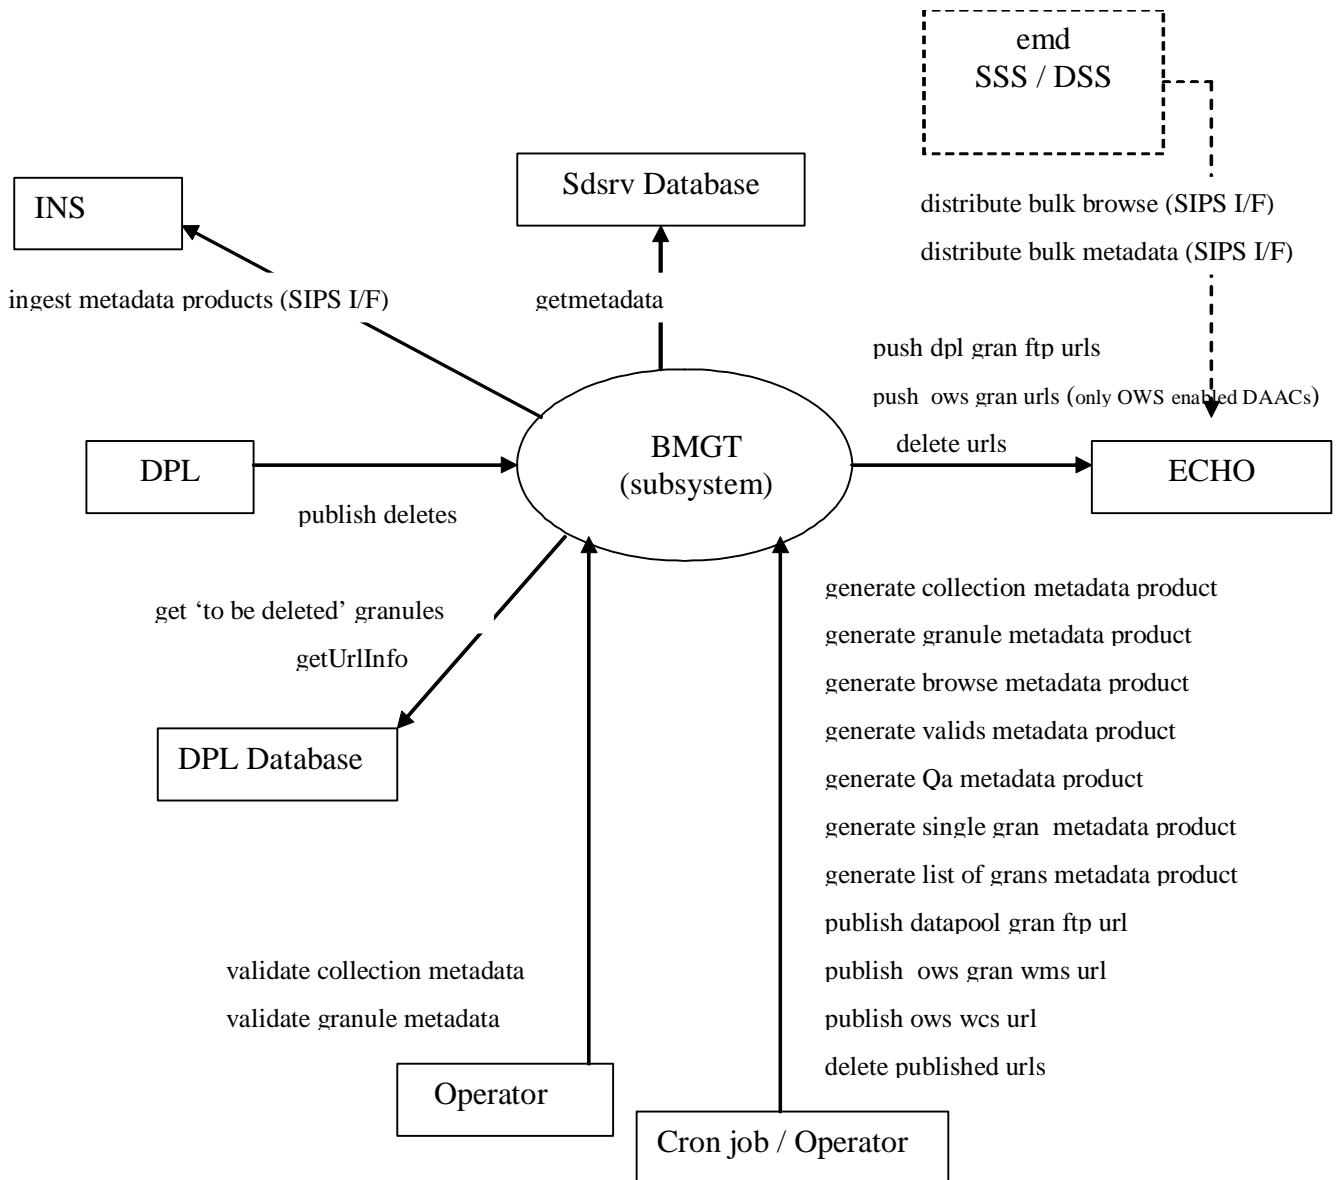 emd
SSS / DSS
Sdsrv Database
INS
distribute bulk browse (SIPS I/F)
distribute bulk metadata (SIPS I/F)
ingest metadata products (SIPS I/F)
getmetadata
push dpl gran ftp urls
push ows gran urls (only OWS enabled DAACs)
delete urls
BMGT
(subsystem)
DPL
ECHO
publish deletes
get ‘to be deleted’ granules
getUrlInfo
DPL Database
generate collection metadata product
generate granule metadata product
generate browse metadata product
generate valids metadata product
generate Qa metadata product
generate single gran metadata product
generate list of grans metadata product
publish datapool gran ftp url
publish ows gran wms url
publish ows wcs url
delete published urls
validate collection metadata
validate granule metadata
Operator
Cron job / Operator